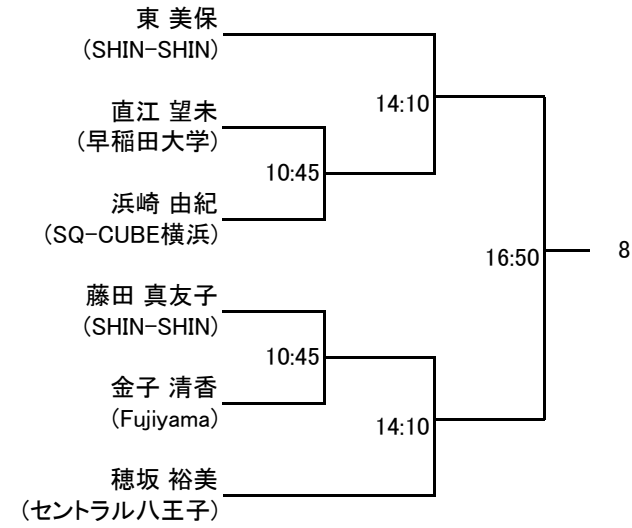 東 美保
(SHIN-SHIN)
14:10
直江 望未
(早稲田大学)
10:45
浜崎 由紀
(SQ-CUBE横浜)
16:50
8
藤田 真友子
(SHIN-SHIN)
10:45
金子 清香
(Fujiyama)
14:10
穂坂 裕美
(セントラル八王子)